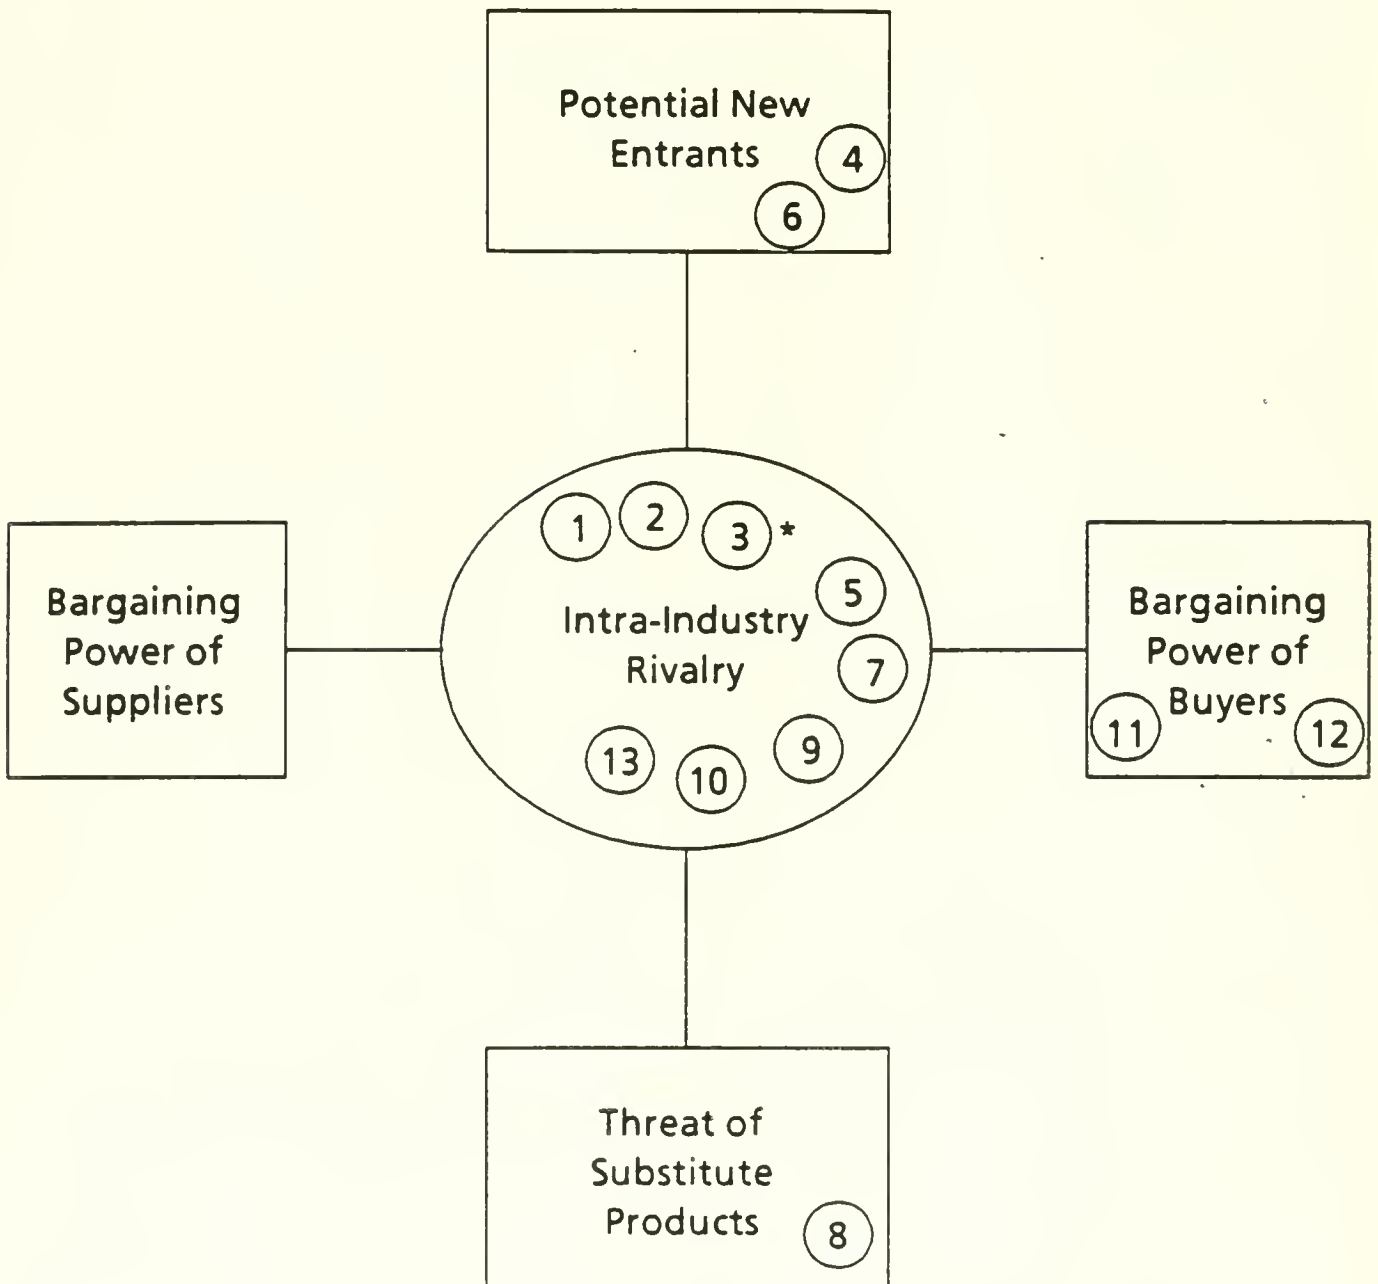 Potential New
Entrants
4
6
1
2
3 *
5
Intra-Industry
Rivalry
7
13
10
9
Bargaining
Power of
Suppliers
Bargaining
Power of
Buyers
11
12
Threat of
Substitute
Products
8